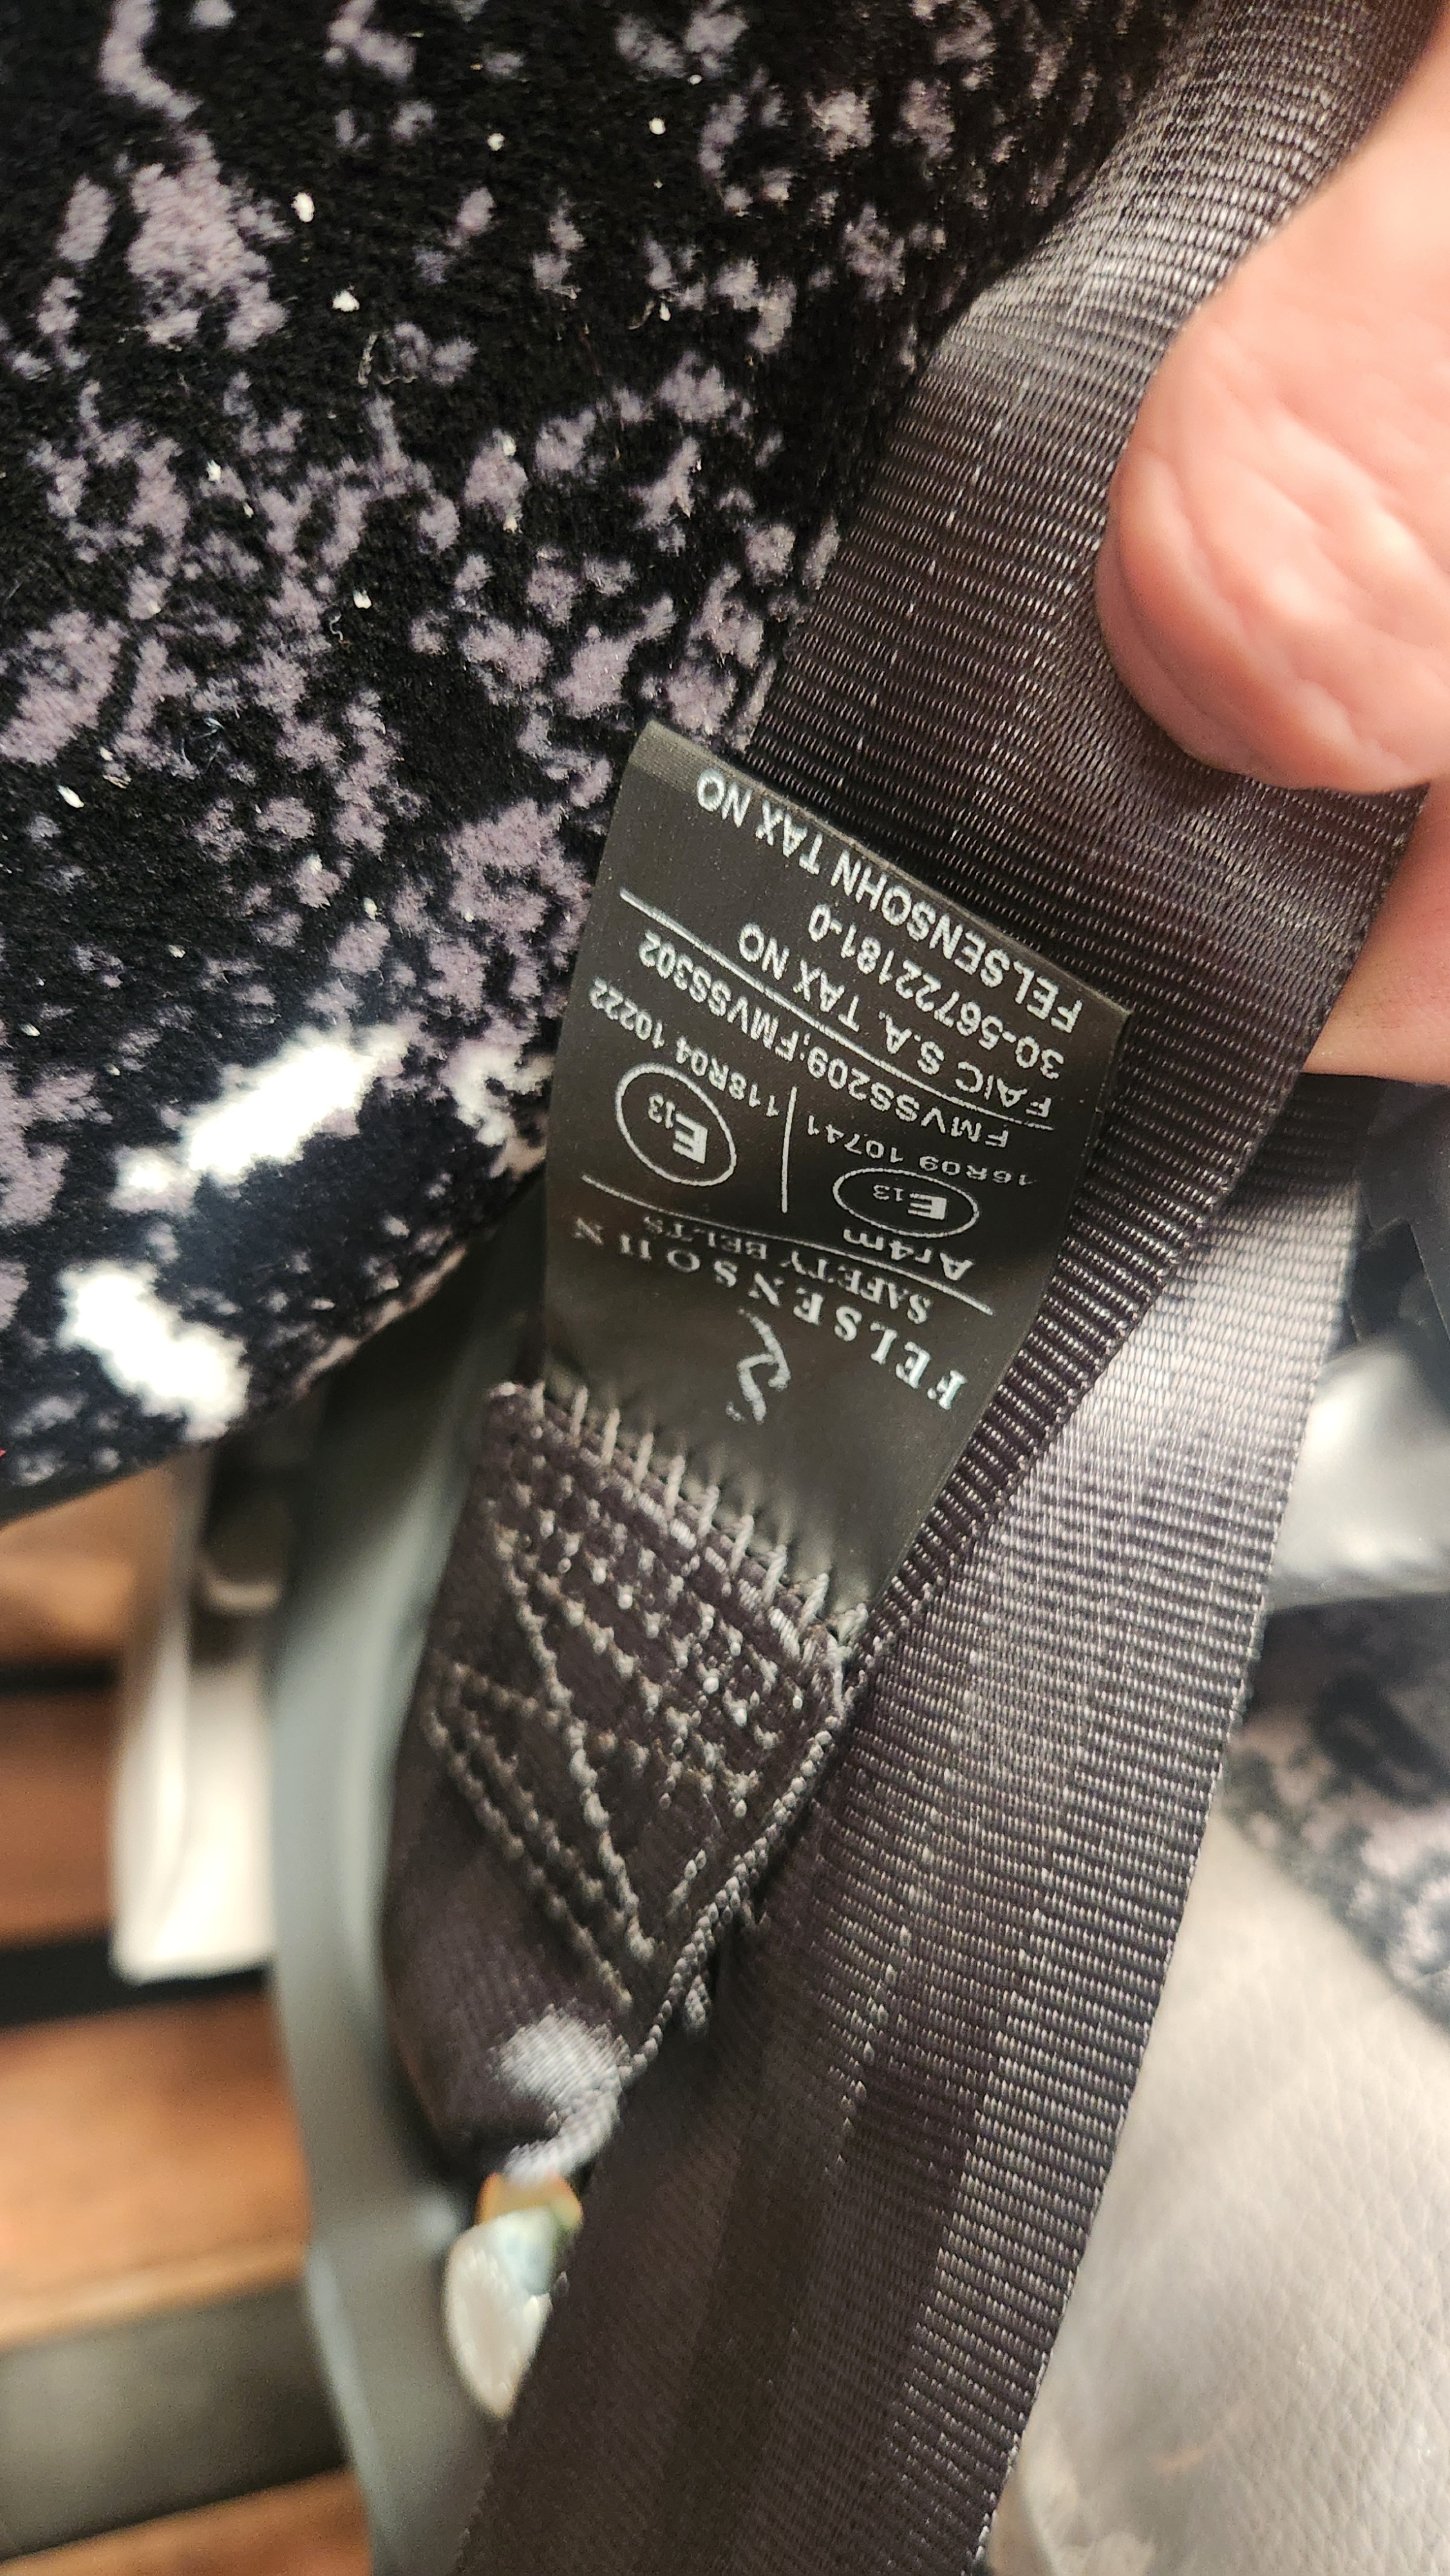 FELSENSOHN
SAFETY BELTS
Ar4m
E13
16R09 10741
E13
118R04 10222
FMVSS209;FMVSS302
FAIC S.A. TAX NO
30-56722181-0
FELSENSOHN TAX NO